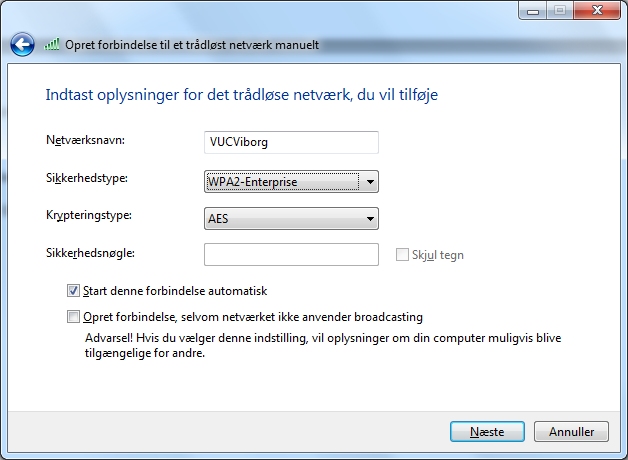 Opret forbindelse til et trådløst netværk manuelt
Indtast oplysninger for det trådløse netværk, du vil tilføje
Netværksnavn: VUCViborg
Sikkerhedstype: WPA2-Enterprise
Krypteringstype: AES
Sikkerhedsnøgle: Skjul tegn
Start denne forbindelse automatisk
Opret forbindelse, selvom netværket ikke anvender broadcasting
Advarsel! Hvis du vælger denne indstilling, vil oplysninger om din computer muligvis blive
tilgængelige for andre.
Næste Annuller